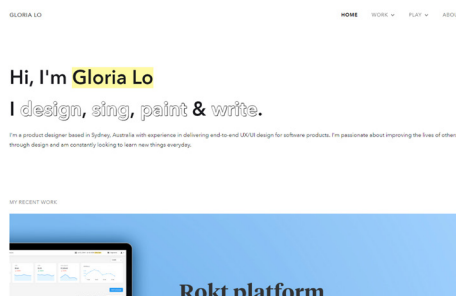 GLORIA LO
HOME WORK PLAY ABOU
Hi, I'm Gloria Lo
I design, sing, paint & write.
I'm a product designer based in Sydney, Australia with experience in delivering end-to-end UX/UI design for software products. I'm passionate about improving the lives of others
through design and am constantly looking to learn new things everyday.
MY RECENT WORK
Rokt platform